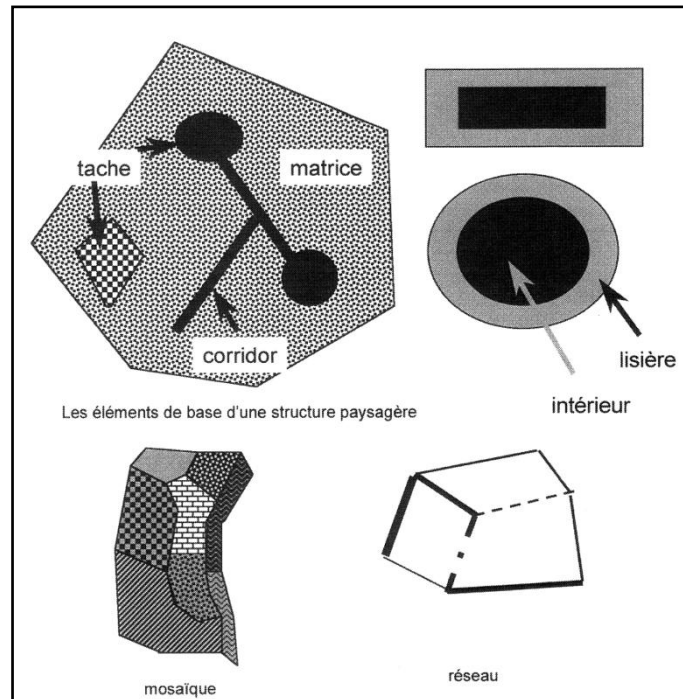 tache
matrice
corridor
Les éléments de base d'une structure paysagère
lisière
intérieur
mosaïque
réseau